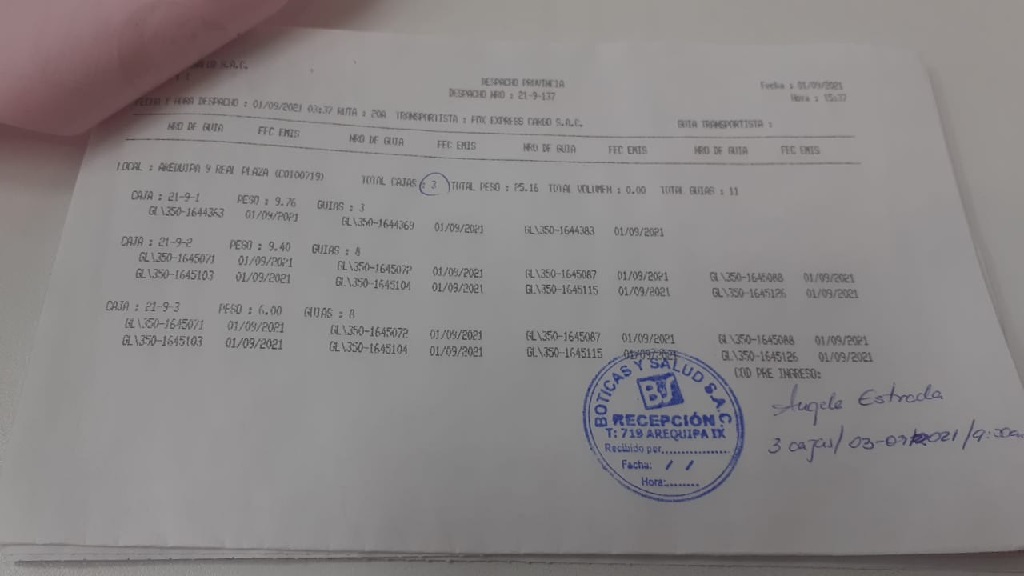 S.A.C.
DESPACHO PROVINCIA
DESPACHO NRO : 21-9-137
Fecha : 01/09/2021
Hora : 15:37
FECHA Y HORA DESPACHO : 01/09/2021 RUTA : 20A TRANSPORTISTA : EXPRESS CARGO S.A.C. GUIA TRANSPORTISTA :
NRO DE GUIA FEC EMIS NRO DE GUIA FEC EMIS NRO DE GUIA FEC EMIS NRO DE GUIA FEC EMIS
LOCAL : AREQUIPA 9 REAL PLAZA (C0100719) TOTAL CAJAS : 3 TOTAL PESO : 25.16 TOTAL VOLUMEN : 0.00 TOTAL GUIAS : 11
CAJA : 21-9-1 PESO : 9.76 GUIAS : 3
GL\350-1644363 01/09/2021 GL\350-1644369 01/09/2021 GL\350-1644383 01/09/2021
CAJA : 21-9-2 PESO : 9.40 GUIAS : 8
GL\350-1645071 01/09/2021 GL\350-1645072 01/09/2021 GL\350-1645087 01/09/2021 GL\350-1645088 01/09/2021
GL\350-1645103 01/09/2021 GL\350-1645104 01/09/2021 GL\350-1645115 01/09/2021 GL\350-1645126 01/09/2021
CAJA : 21-9-3 PESO : 6.00 GUIAS : 8
GL\350-1645071 01/09/2021 GL\350-1645072 01/09/2021 GL\350-1645087 01/09/2021 GL\350-1645088 01/09/2021
GL\350-1645103 01/09/2021 GL\350-1645104 01/09/2021 GL\350-1645115 01/09/2021 GL\350-1645126 01/09/2021
COD PRE INGRESO:
BOTICAS Y SALUD S.A.C.
BS
RECEPCIÓN
T: 719 AREQUIPA IX
Recibido por..................
Fecha: / /
Hora:........
Angela Estrada
3 cajas/